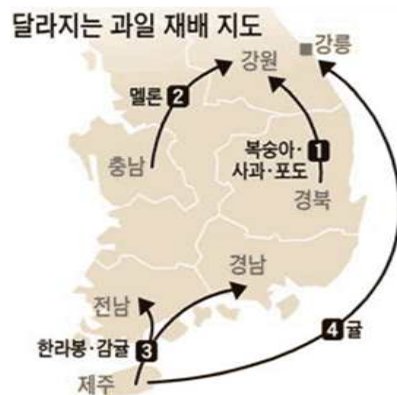 달라지는 과일 재배 지도
강릉
강원
멜론 2
복숭아· 1
사과·포도
충남
경북
경남
전남
4 귤
한라봉·감귤 3
제주